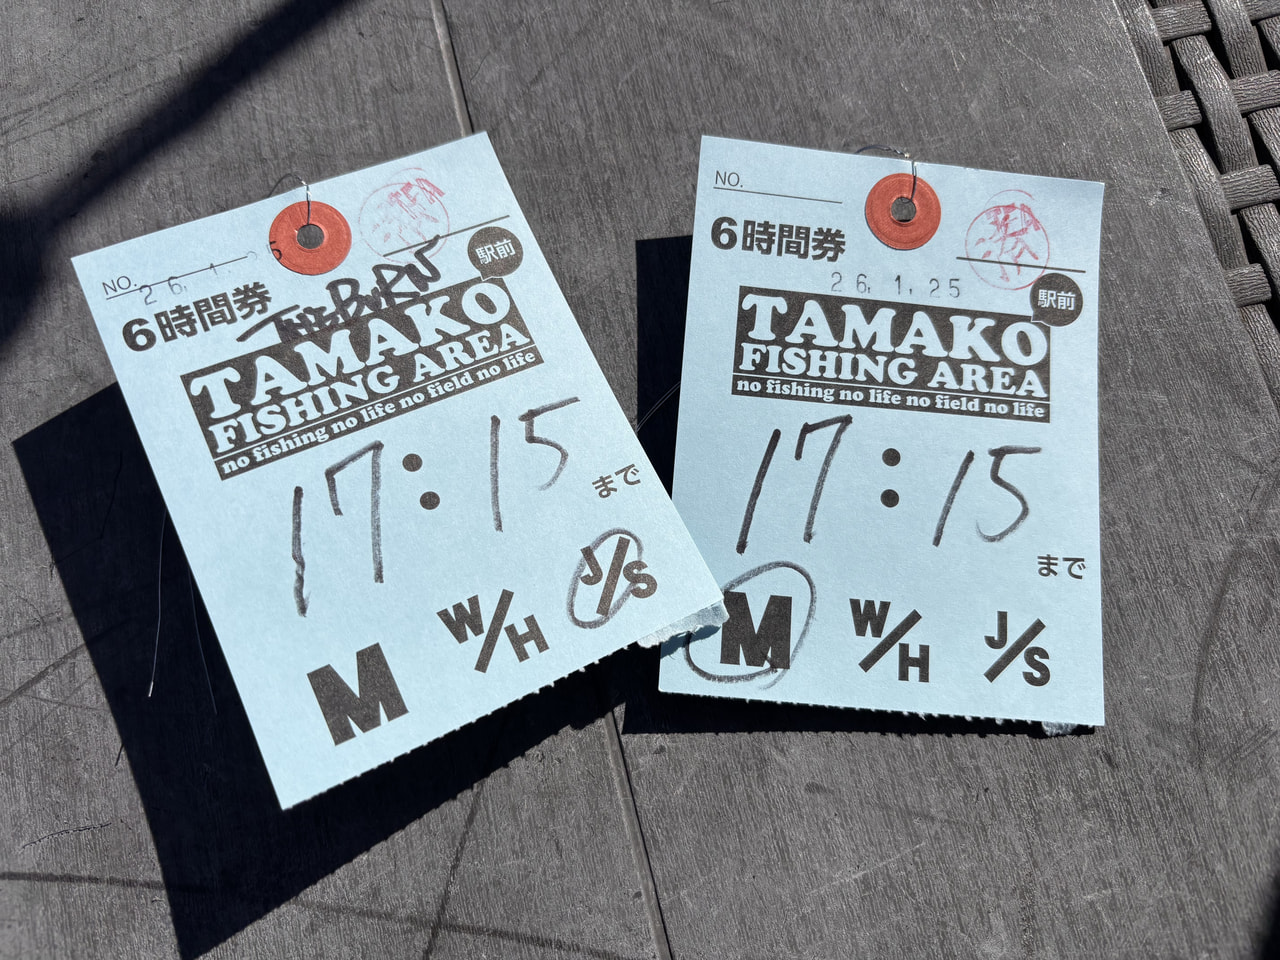 NO.
26. 1. 25
6時間券
THE BURN
駅前
TAMAKO
FISHING AREA
no fishing no life no field no life
17:15
まで
M W/H J/S
NO.
6時間券
26. 1. 25
駅前
TAMAKO
FISHING AREA
no fishing no life no field no life
17:15
まで
M W/H J/S